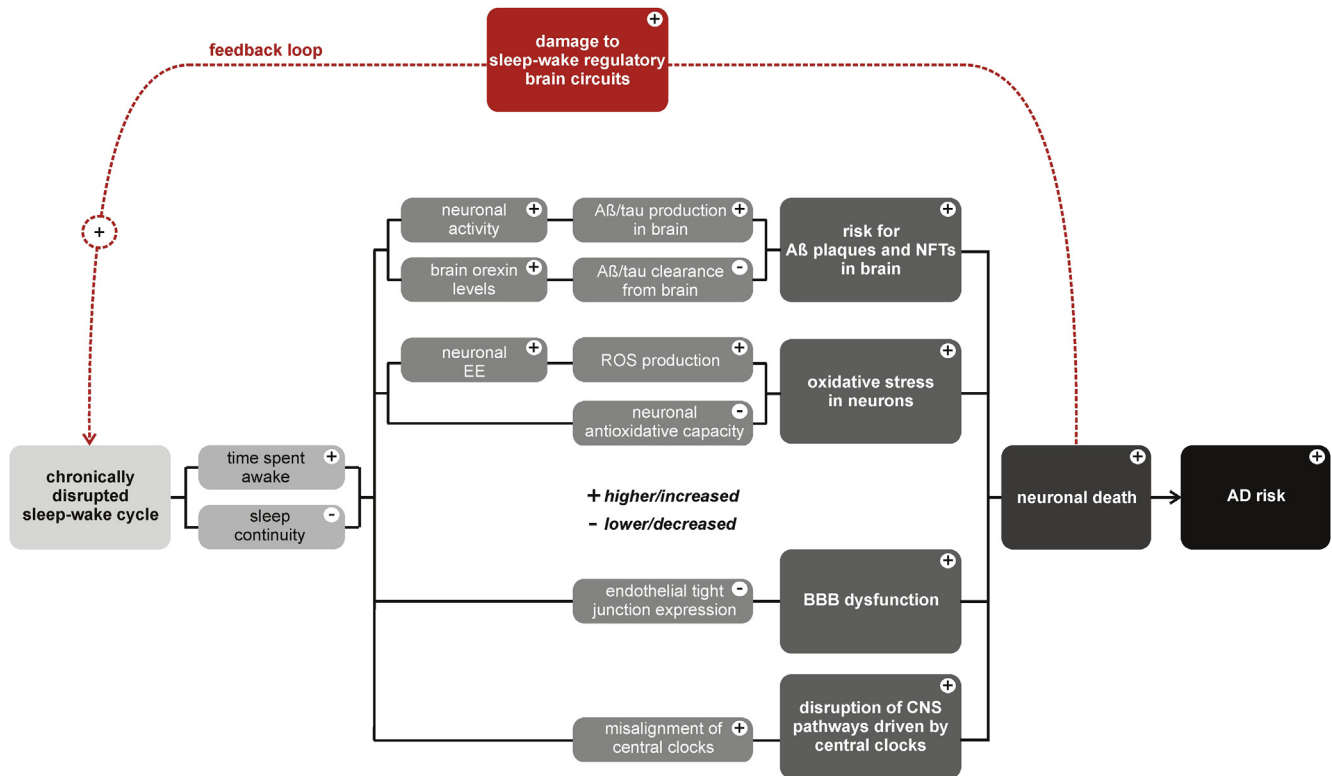 damage to
sleep-wake regulatory
brain circuits
+
feedback loop
+
neuronal
activity
+
Aß/tau production
in brain
+
risk for
Aß plaques and NFTs
in brain
+
brain orexin
levels
+
Aß/tau clearance
from brain
-
neuronal
EE
+
ROS production
+
oxidative stress
in neurons
+
neuronal
antioxidative capacity
-
chronically
disrupted
sleep-wake cycle
time spent
awake
+
sleep
continuity
-
+ higher/increased
- lower/decreased
neuronal death
+
AD risk
+
endothelial tight
junction expression
-
BBB dysfunction
+
misalignment of
central clocks
+
disruption of CNS
pathways driven by
central clocks
+